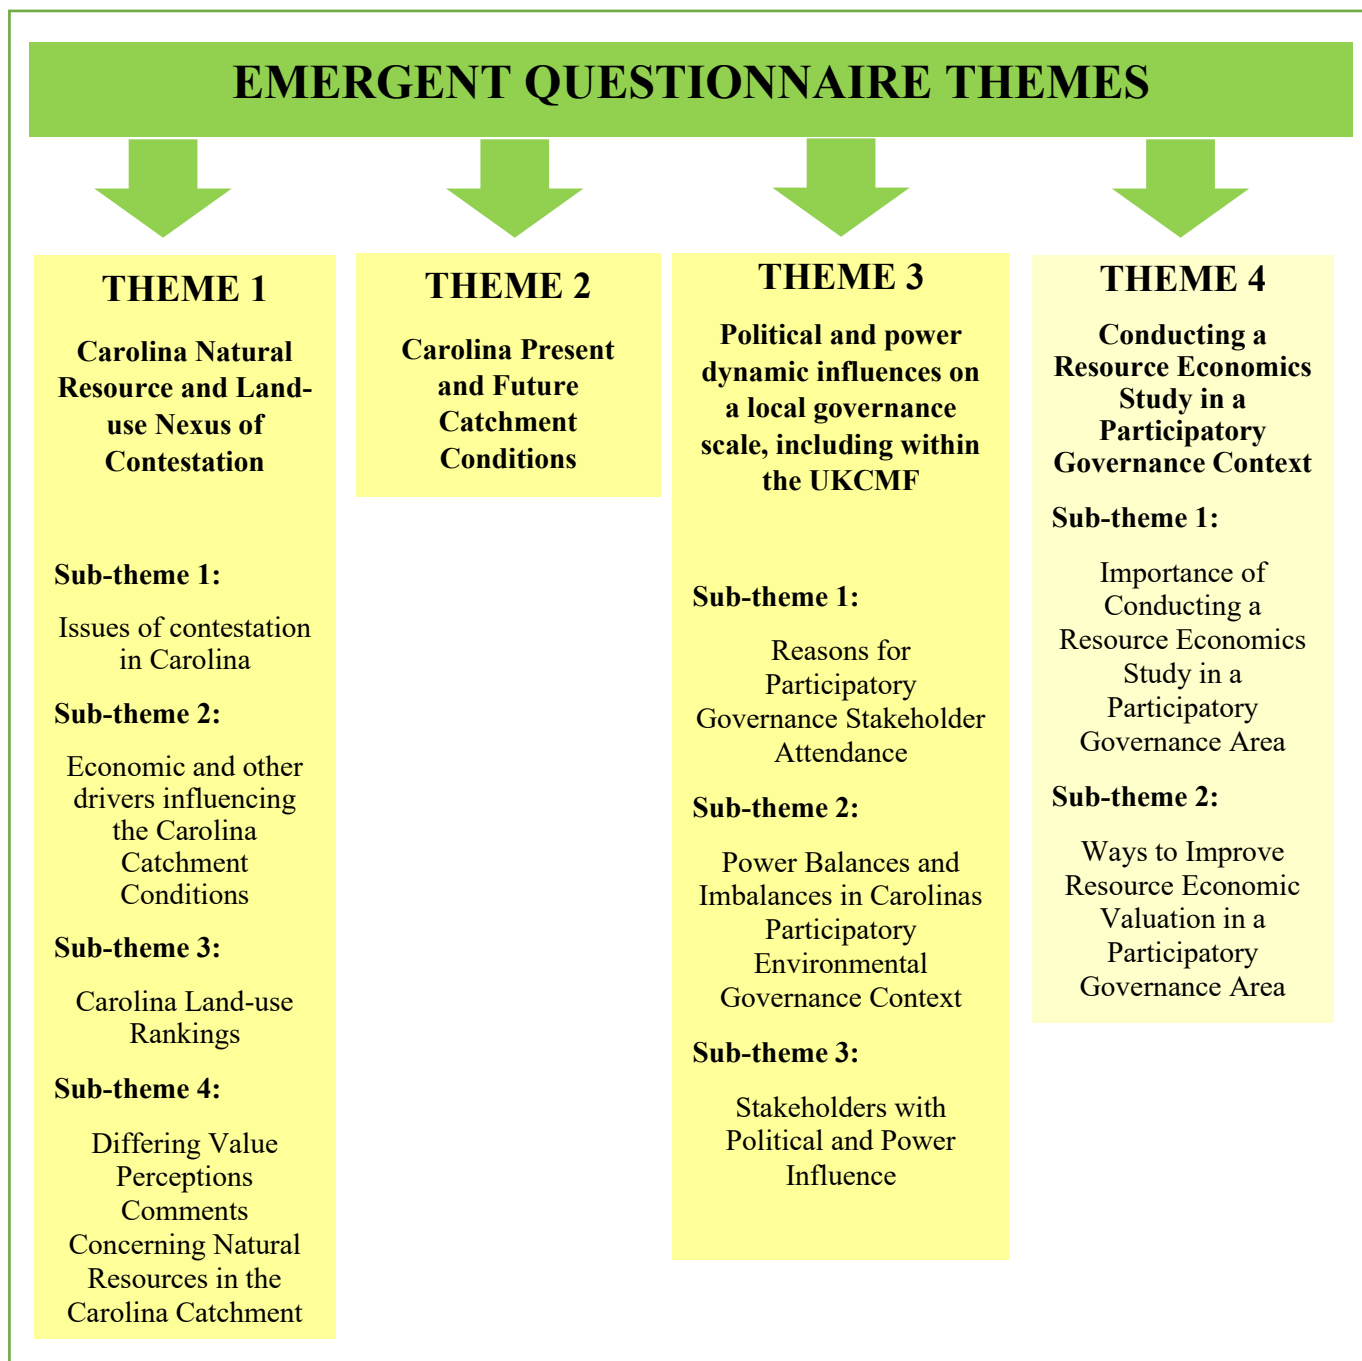 EMERGENT QUESTIONNAIRE THEMES
THEME 1
Carolina Natural
Resource and Land-
use Nexus of
Contestation
Sub-theme 1:
Issues of contestation
in Carolina
Sub-theme 2:
Economic and other
drivers influencing
the Carolina
Catchment
Conditions
Sub-theme 3:
Carolina Land-use
Rankings
Sub-theme 4:
Differing Value
Perceptions
Comments
Concerning Natural
Resources in the
Carolina Catchment
THEME 2
Carolina Present
and Future
Catchment
Conditions
THEME 3
Political and power
dynamic influences on
a local governance
scale, including within
the UKCMF
Sub-theme 1:
Reasons for
Participatory
Governance Stakeholder
Attendance
Sub-theme 2:
Power Balances and
Imbalances in Carolinas
Participatory
Environmental
Governance Context
Sub-theme 3:
Stakeholders with
Political and Power
Influence
THEME 4
Conducting a
Resource Economics
Study in a
Participatory
Governance Context
Sub-theme 1:
Importance of
Conducting a
Resource Economics
Study in a
Participatory
Governance Area
Sub-theme 2:
Ways to Improve
Resource Economic
Valuation in a
Participatory
Governance Area